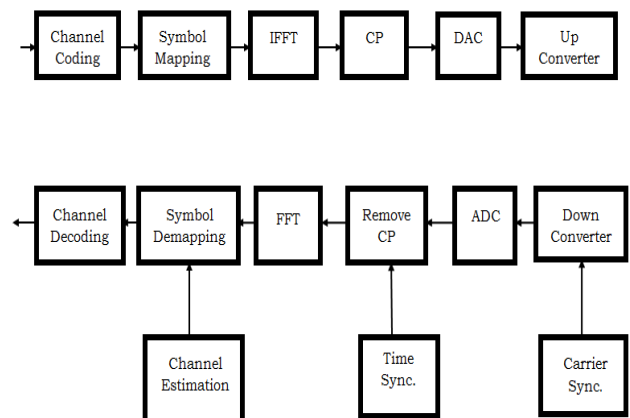 Channel
Coding
Symbol
Mapping
IFFT
CP
DAC
Up
Converter
Channel
Decoding
Symbol
Demapping
FFT
Remove
CP
ADC
Down
Converter
Channel
Estimation
Time
Sync.
Carrier
Sync.